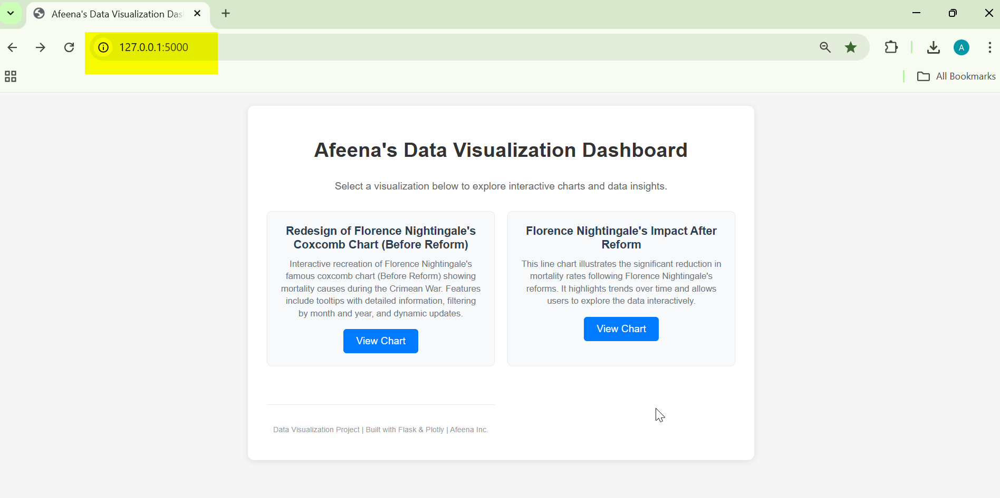 Afeena's Data Visualization Das
127.0.0.1:5000
A
All Bookmarks
Afeena's Data Visualization Dashboard
Select a visualization below to explore interactive charts and data insights.
Redesign of Florence Nightingale's
Coxcomb Chart (Before Reform)
Interactive recreation of Florence Nightingale's
famous coxcomb chart (Before Reform) showing
mortality causes during the Crimean War. Features
include tooltips with detailed information, filtering
by month and year, and dynamic updates.
View Chart
Florence Nightingale's Impact After
Reform
This line chart illustrates the significant reduction in
mortality rates following Florence Nightingale's
reforms. It highlights trends over time and allows
users to explore the data interactively.
View Chart
Data Visualization Project | Built with Flask & Plotly | Afeena Inc.